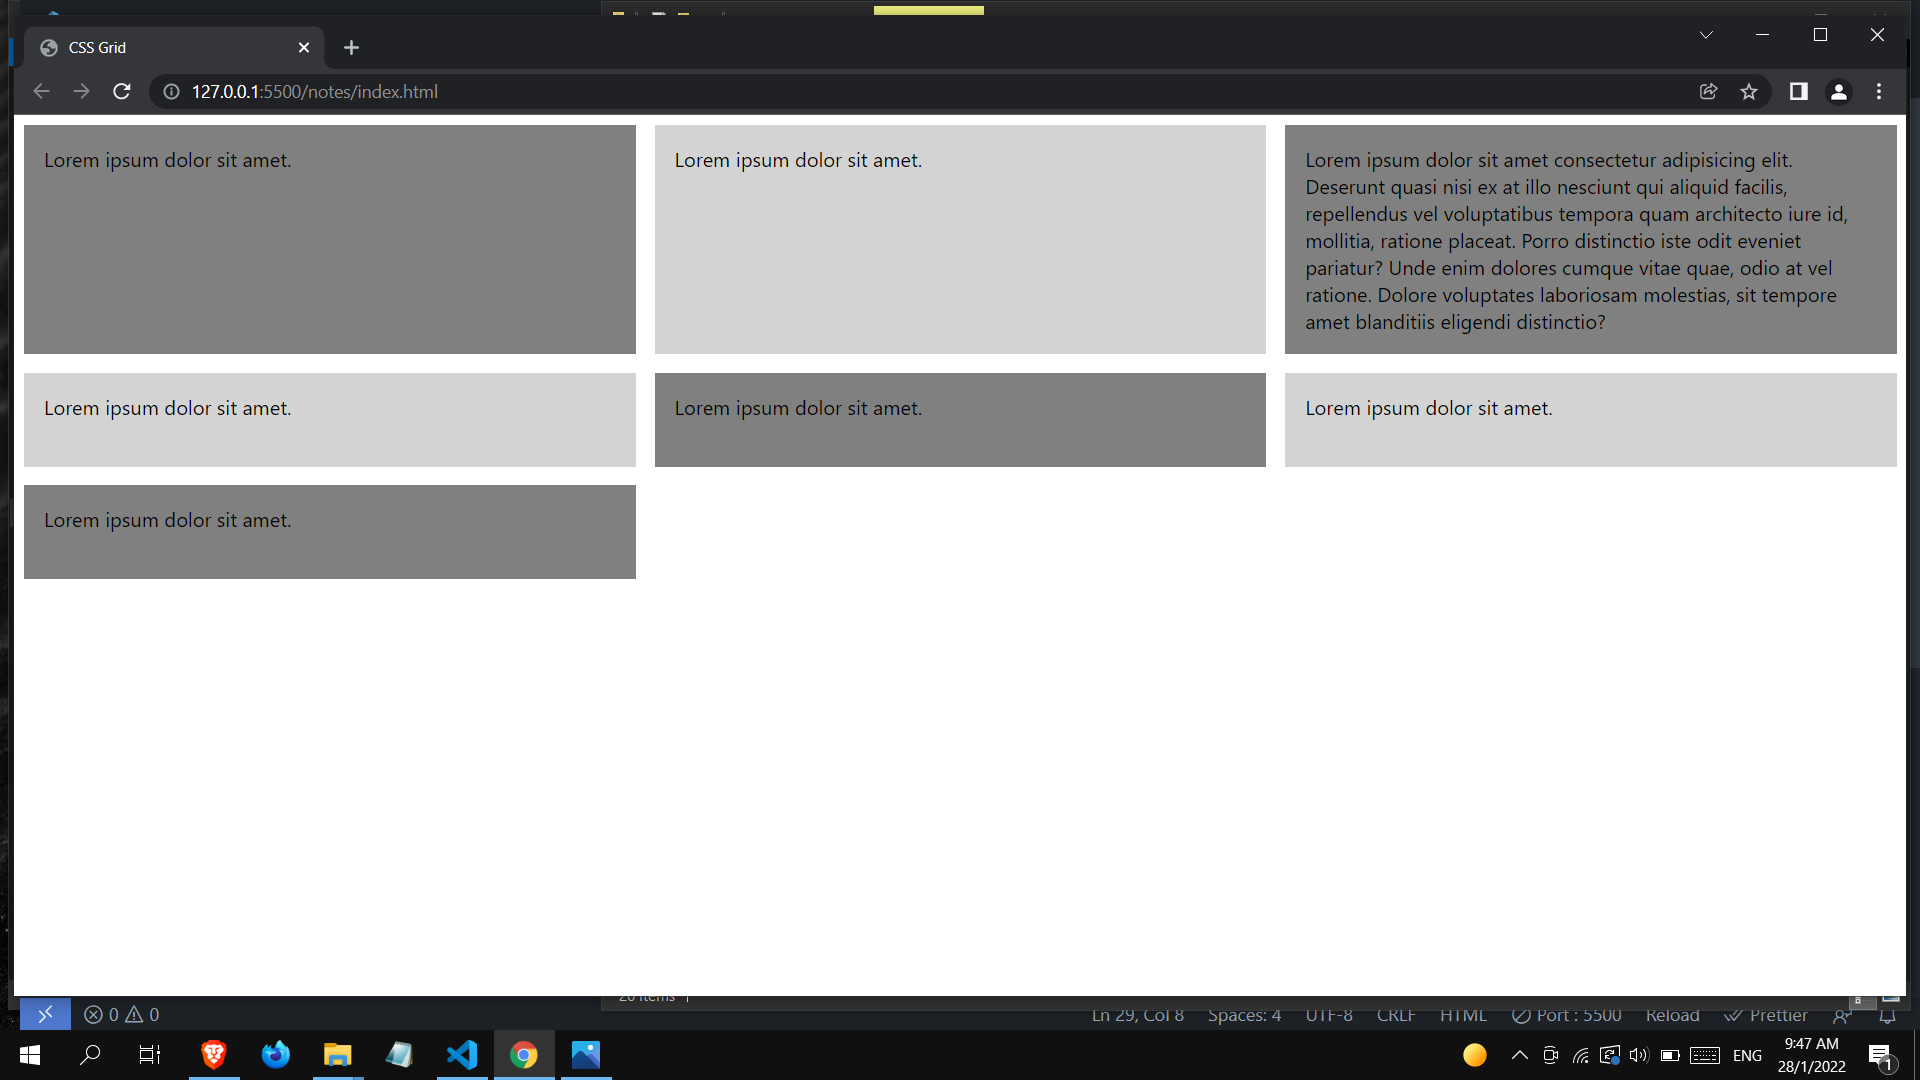 CSS Grid
127.0.0.1:5500/notes/index.html
Lorem ipsum dolor sit amet.
Lorem ipsum dolor sit amet.
Lorem ipsum dolor sit amet consectetur adipisicing elit.
Deserunt quasi nisi ex at illo nesciunt qui aliquid facilis,
repellendus vel voluptatibus tempora quam architecto iure id,
mollitia, ratione placeat. Porro distinctio iste odit eveniet
pariatur? Unde enim dolores cumque vitae quae, odio at vel
ratione. Dolore voluptates laboriosam molestias, sit tempore
amet blanditiis eligendi distinctio?
Lorem ipsum dolor sit amet.
Lorem ipsum dolor sit amet.
Lorem ipsum dolor sit amet.
Lorem ipsum dolor sit amet.
items
0 0
Ln 29, Col 8 Spaces: 4 UTF-8 CRLF HTML Port : 5500 Reload Prettier
ENG
9:47 AM
28/1/2022
1